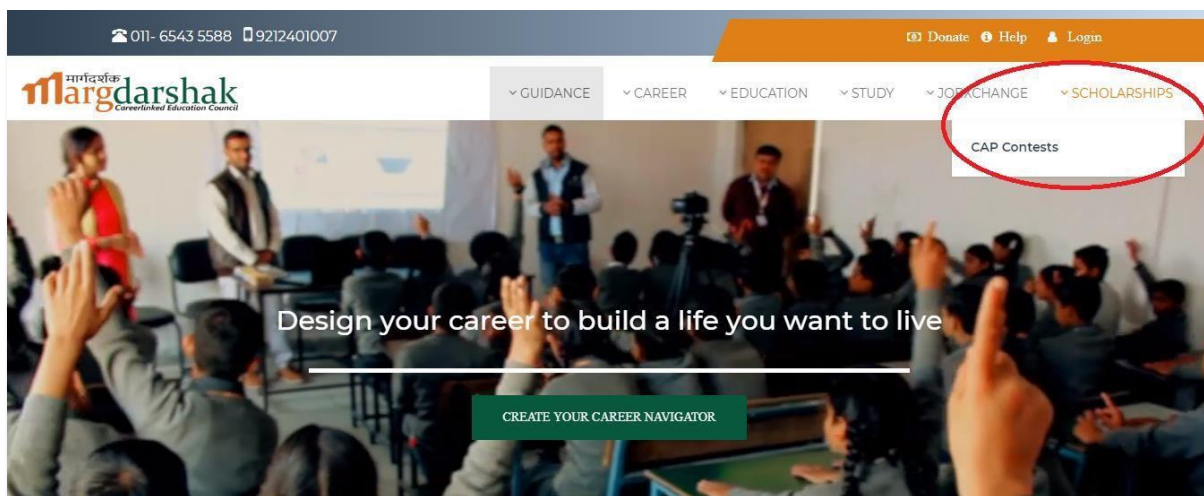 011- 6543 5588 9212401007 Donate Help Login
मार्गदर्शक
Margdarshak
Careerlinked Education Council
GUIDANCE CAREER EDUCATION STUDY JOBXCHANGE SCHOLARSHIPS
CAP Contests
Design your career to build a life you want to live
CREATE YOUR CAREER NAVIGATOR